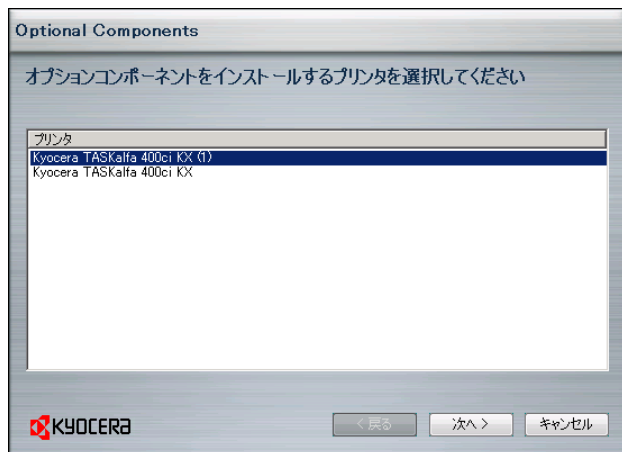 Optional Components
オプションコンポーネントをインストールするプリンタを選択してください
プリンタ
Kyocera TASKalfa 400ci KX (1)
Kyocera TASKalfa 400ci KX
KYOCERA
< 戻る
次へ >
キャンセル